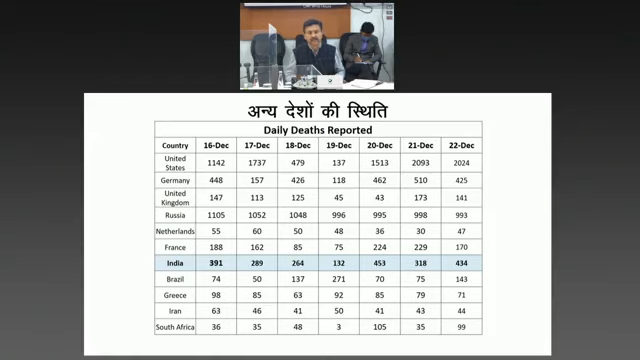 अन्य देशों की स्थिति
Daily Deaths Reported
Country 16-Dec 17-Dec 18-Dec 19-Dec 20-Dec 21-Dec 22-Dec
United States 1142 1737 479 137 1513 2093 2024
Germany 448 157 426 118 462 510 425
United Kingdom 147 113 125 45 43 173 141
Russia 1105 1052 1048 996 995 998 993
Netherlands 55 60 50 48 36 30 47
France 188 162 85 75 224 229 170
India 391 289 264 132 453 318 434
Brazil 74 50 137 271 70 75 143
Greece 98 85 63 92 85 79 71
Iran 63 46 41 50 41 43 44
South Africa 36 35 48 3 105 35 99